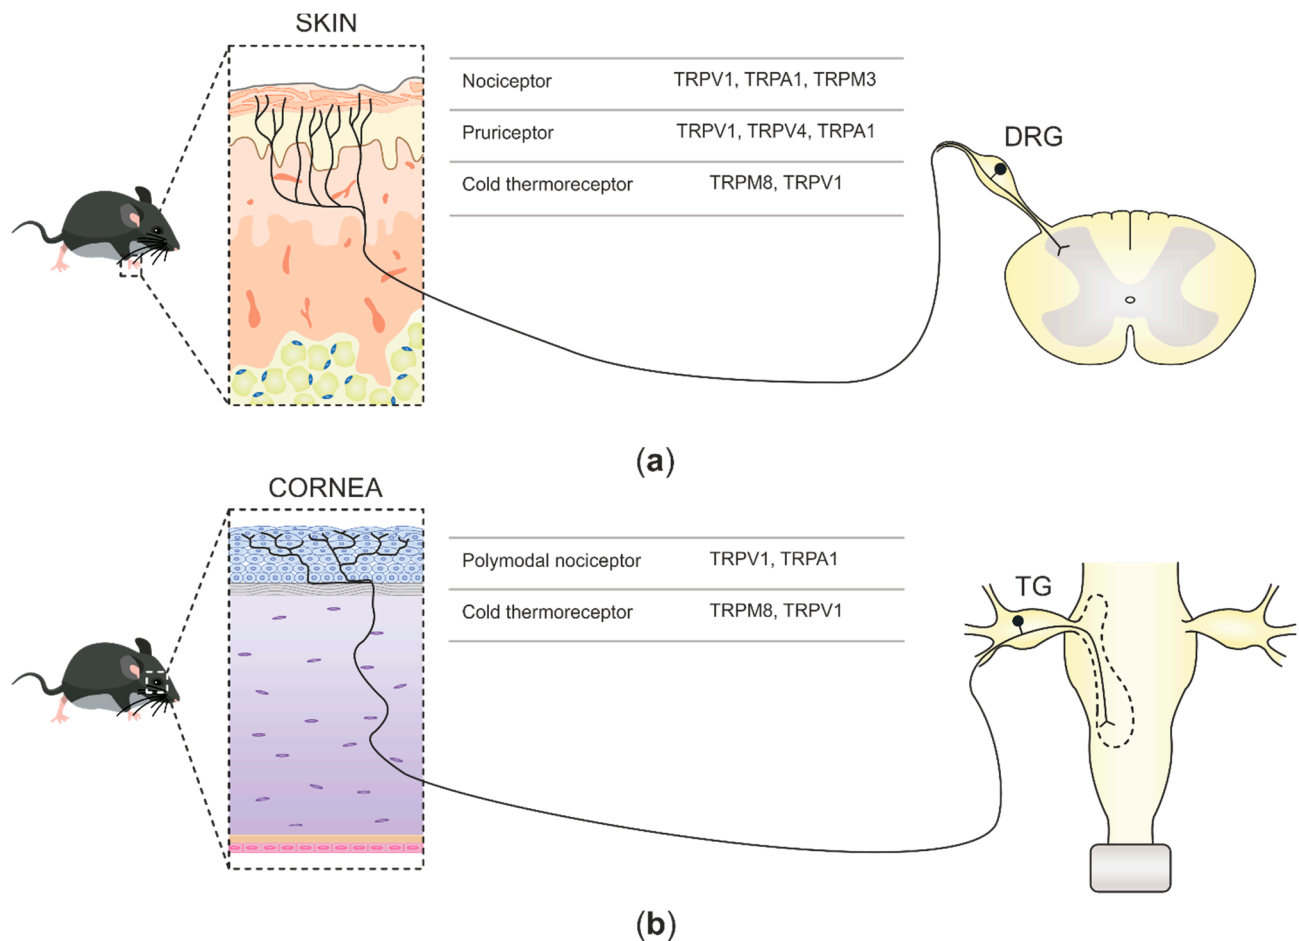 SKIN
Nociceptor TRPV1, TRPA1, TRPM3
Pruriceptor TRPV1, TRPV4, TRPA1
Cold thermoreceptor TRPM8, TRPV1
DRG
(a)
CORNEA
Polymodal nociceptor TRPV1, TRPA1
Cold thermoreceptor TRPM8, TRPV1
TG
(b)